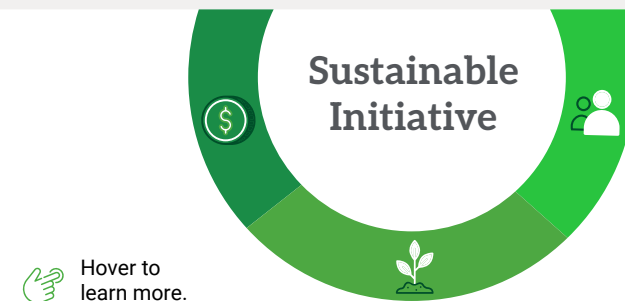 Sustainable
Initiative
$
Hover to
learn more.